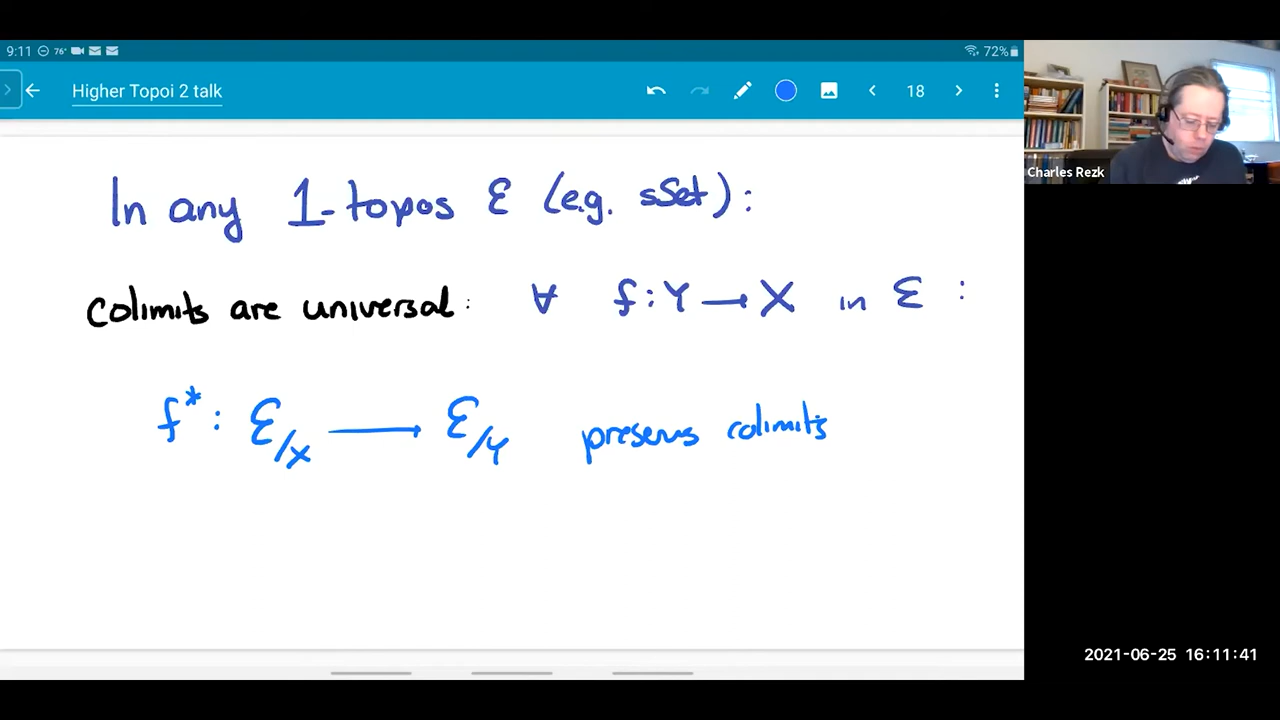 9:11 76° 72%
Higher Topoi 2 talk 18
Charles Rezk
In any 1-topos ℰ (e.g. sSet):
colimits are universal: ∀ f: Y → X in ℰ :
f*: ℰ/X → ℰ/Y preserves colimits
2021-06-25 16:11:41